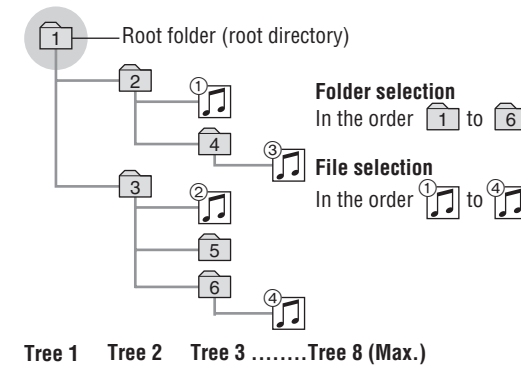 1 Root folder (root directory)
2 ①
4 ③
3 ②
5
6 ④
Folder selection
In the order 1 to 6
File selection
In the order ① to ④
Tree 1 Tree 2 Tree 3 ........Tree 8 (Max.)